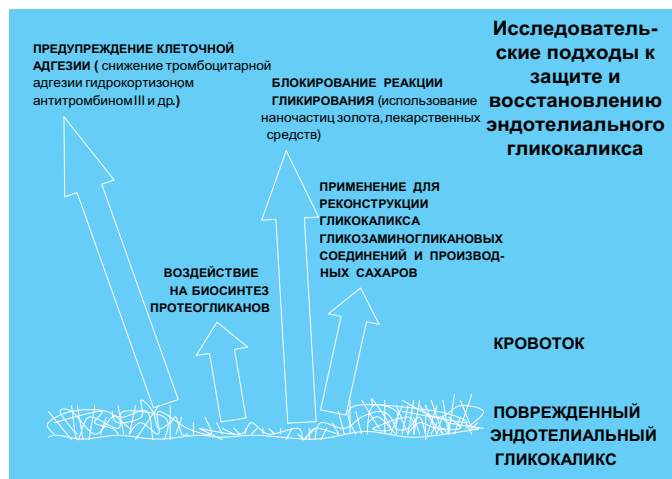 Исследователь-
ские подходы к
защите и
восстановлению
эндотелиального
гликокаликса
ПРЕДУПРЕЖДЕНИЕ КЛЕТОЧНОЙ
АДГЕЗИИ ( снижение тромбоцитарной
адгезии гидрокортизоном,
антитромбином III и др.)
БЛОКИРОВАНИЕ РЕАКЦИИ
ГЛИКИРОВАНИЯ (использование
наночастиц золота, лекарственных
средств)
ПРИМЕНЕНИЕ ДЛЯ
РЕКОНСТРУКЦИИ
ГЛИКОКАЛИКСА
ГЛИКОЗАМИНОГЛИКАНОВЫХ
СОЕДИНЕНИЙ И ПРОИЗВОД-
НЫХ САХАРОВ
ВОЗДЕЙСТВИЕ
НА БИОСИНТЕЗ
ПРОТЕОГЛИКАНОВ
КРОВОТОК
ПОВРЕЖДЕННЫЙ
ЭНДОТЕЛИАЛЬНЫЙ
ГЛИКОКАЛИКС